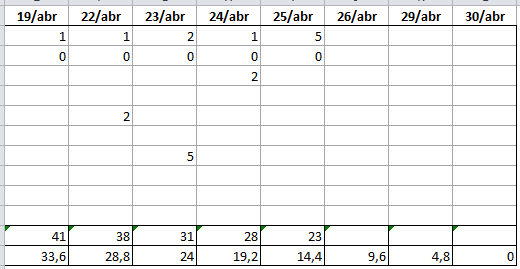 19/abr 22/abr 23/abr 24/abr 25/abr 26/abr 29/abr 30/abr
1 1 2 1 5
0 0 0 0 0
2
2
5
41 38 31 28 23
33,6 28,8 24 19,2 14,4 9,6 4,8 0